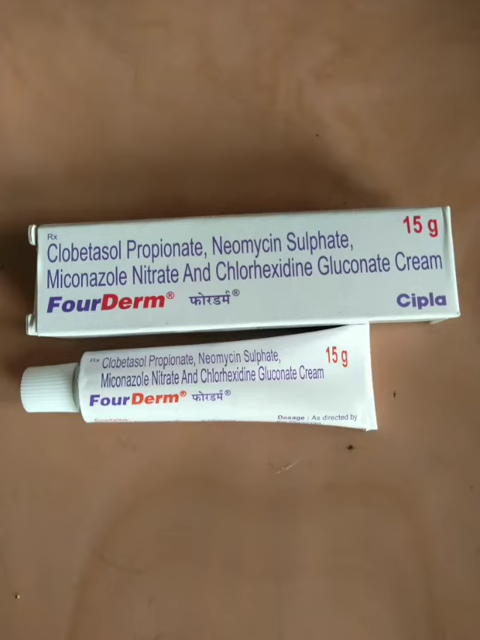 Rx
Clobetasol Propionate, Neomycin Sulphate,
Miconazole Nitrate And Chlorhexidine Gluconate Cream
15 g
FourDerm® फोरडर्म®
Cipla
Rx Clobetasol Propionate, Neomycin Sulphate,
Miconazole Nitrate And Chlorhexidine Gluconate Cream
15 g
FourDerm® फोरडर्म®
Dosage : As directed by